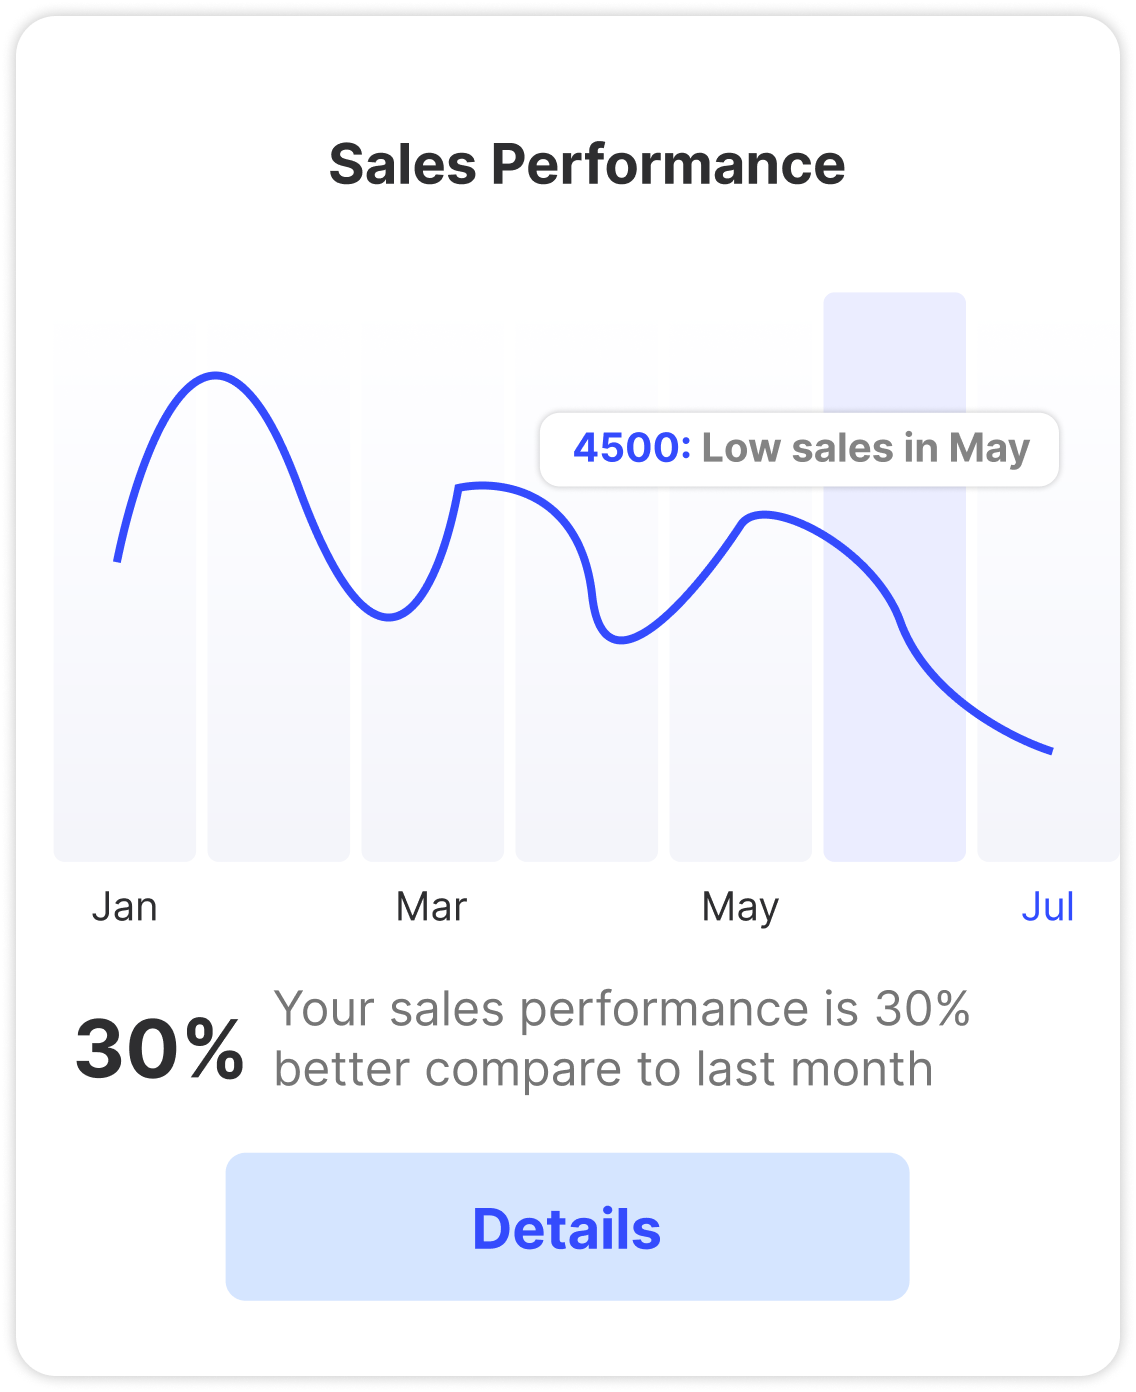 Sales Performance
4500: Low sales in May
Jan Mar May Jul
30%
Your sales performance is 30%
better compare to last month
Details